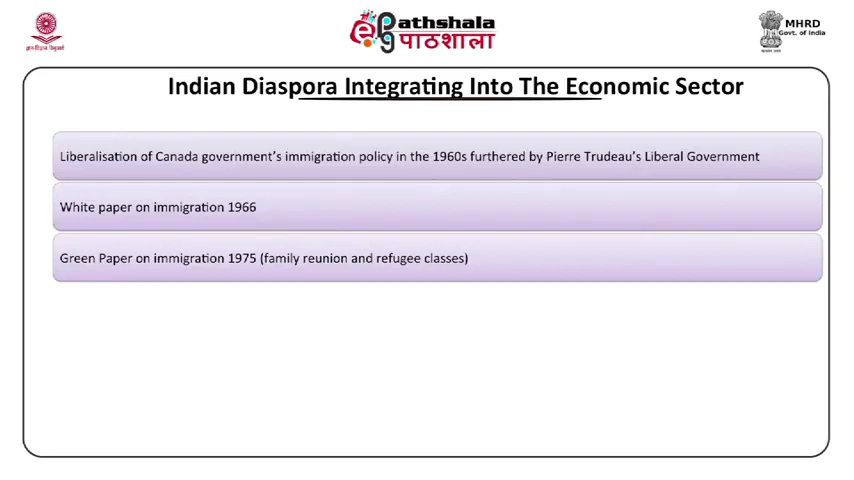 ePathshala
पाठशाला
MHRD
Govt. of India
Indian Diaspora Integrating Into The Economic Sector
Liberalisation of Canada government's immigration policy in the 1960s furthered by Pierre Trudeau's Liberal Government
White paper on immigration 1966
Green Paper on immigration 1975 (family reunion and refugee classes)